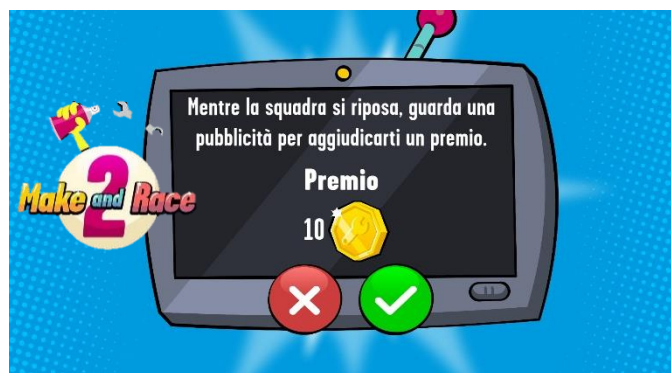 Mentre la squadra si riposa, guarda una
pubblicità per aggiudicarti un premio.
Premio
10
Make and Race
2